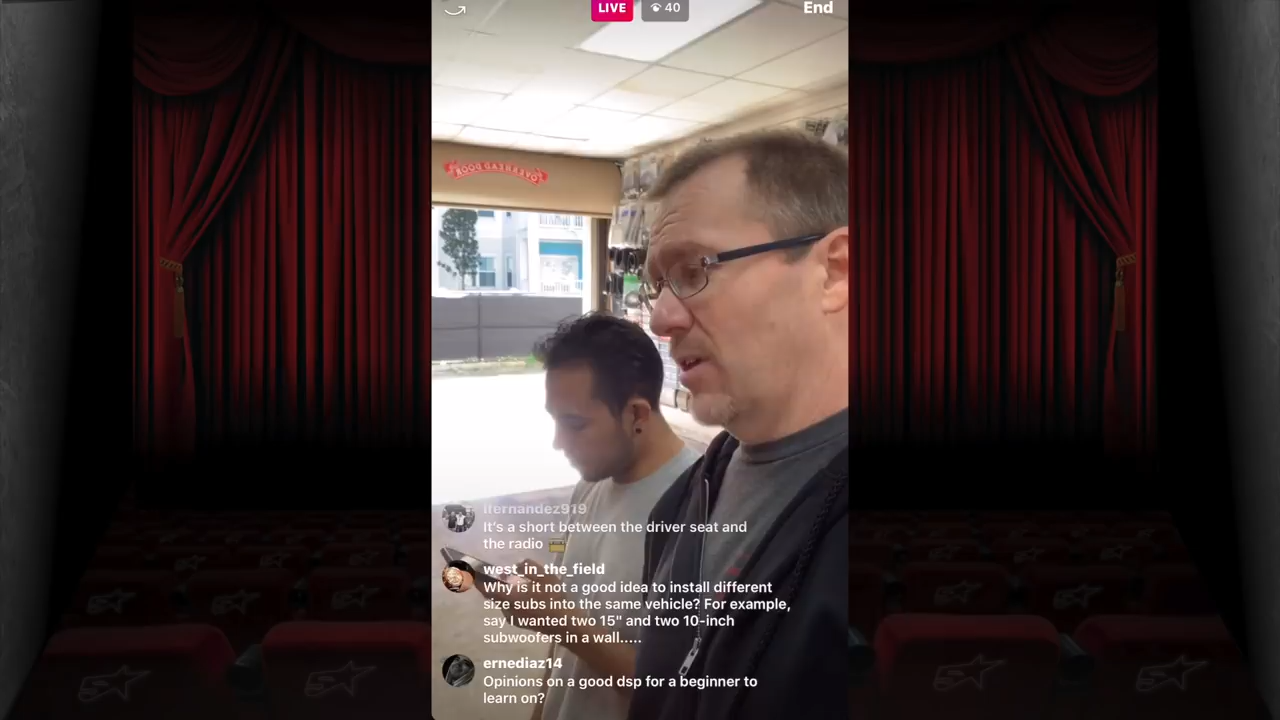 LIVE
40
End
OVERHEAD DOOR
lfernandez919
It's a short between the driver seat and
the radio
west_in_the_field
Why is it not a good idea to install different
size subs into the same vehicle? For example,
say I wanted two 15" and two 10-inch
subwoofers in a wall.....
ernediaz14
Opinions on a good dsp for a beginner to
learn on?